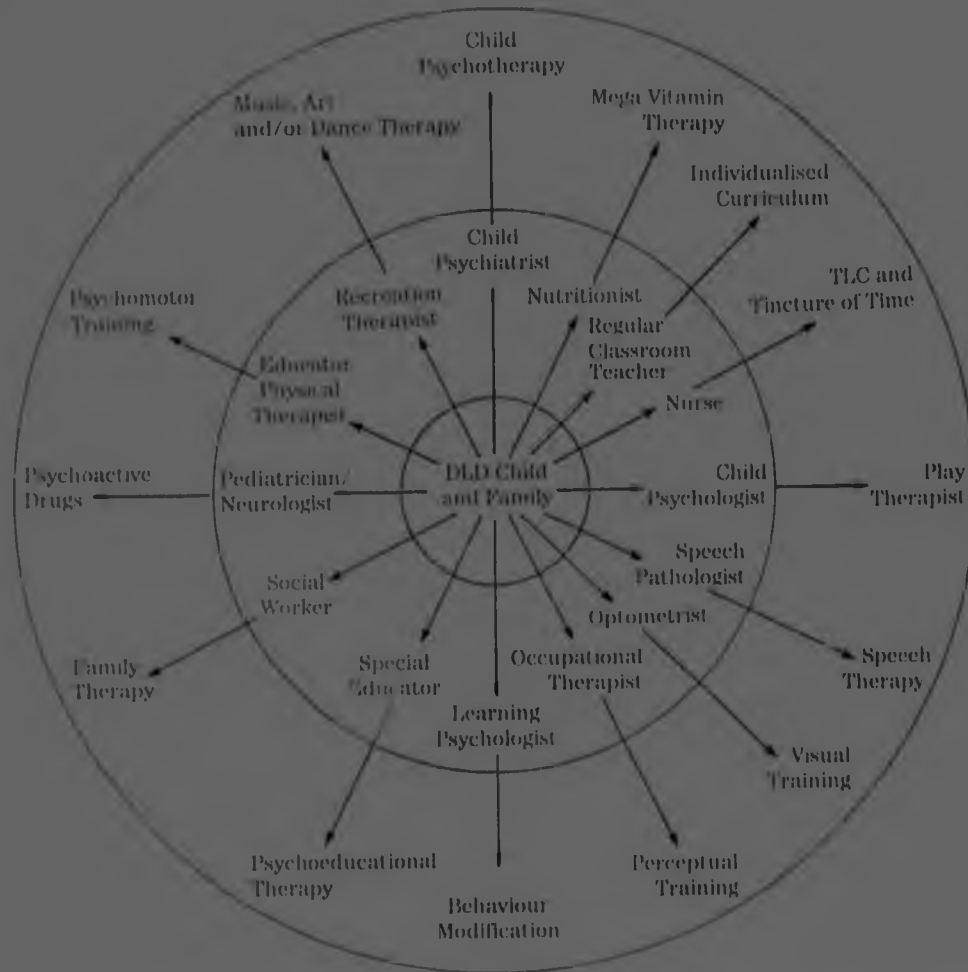 Child
Psychotherapy
Music, Art
and/or Dance Therapy
Mega Vitamin
Therapy
Individualised
Curriculum
Child
Psychiatrist
TLC and
Tincture of Time
Psychomotor
Training
Recreation
Therapist
Nutritionist
Regular
Classroom
Teacher
Educator
Physical
Therapist
Nurse
Psychoactive
Drugs
Pediatrician/
Neurologist
DLD Child
and Family
Child
Psychologist
Play
Therapist
Social
Worker
Speech
Pathologist
Optometrist
Family
Therapy
Special
Educator
Occupational
Therapist
Speech
Therapy
Learning
Psychologist
Visual
Training
Psychoeducational
Therapy
Perceptual
Training
Behaviour
Modification